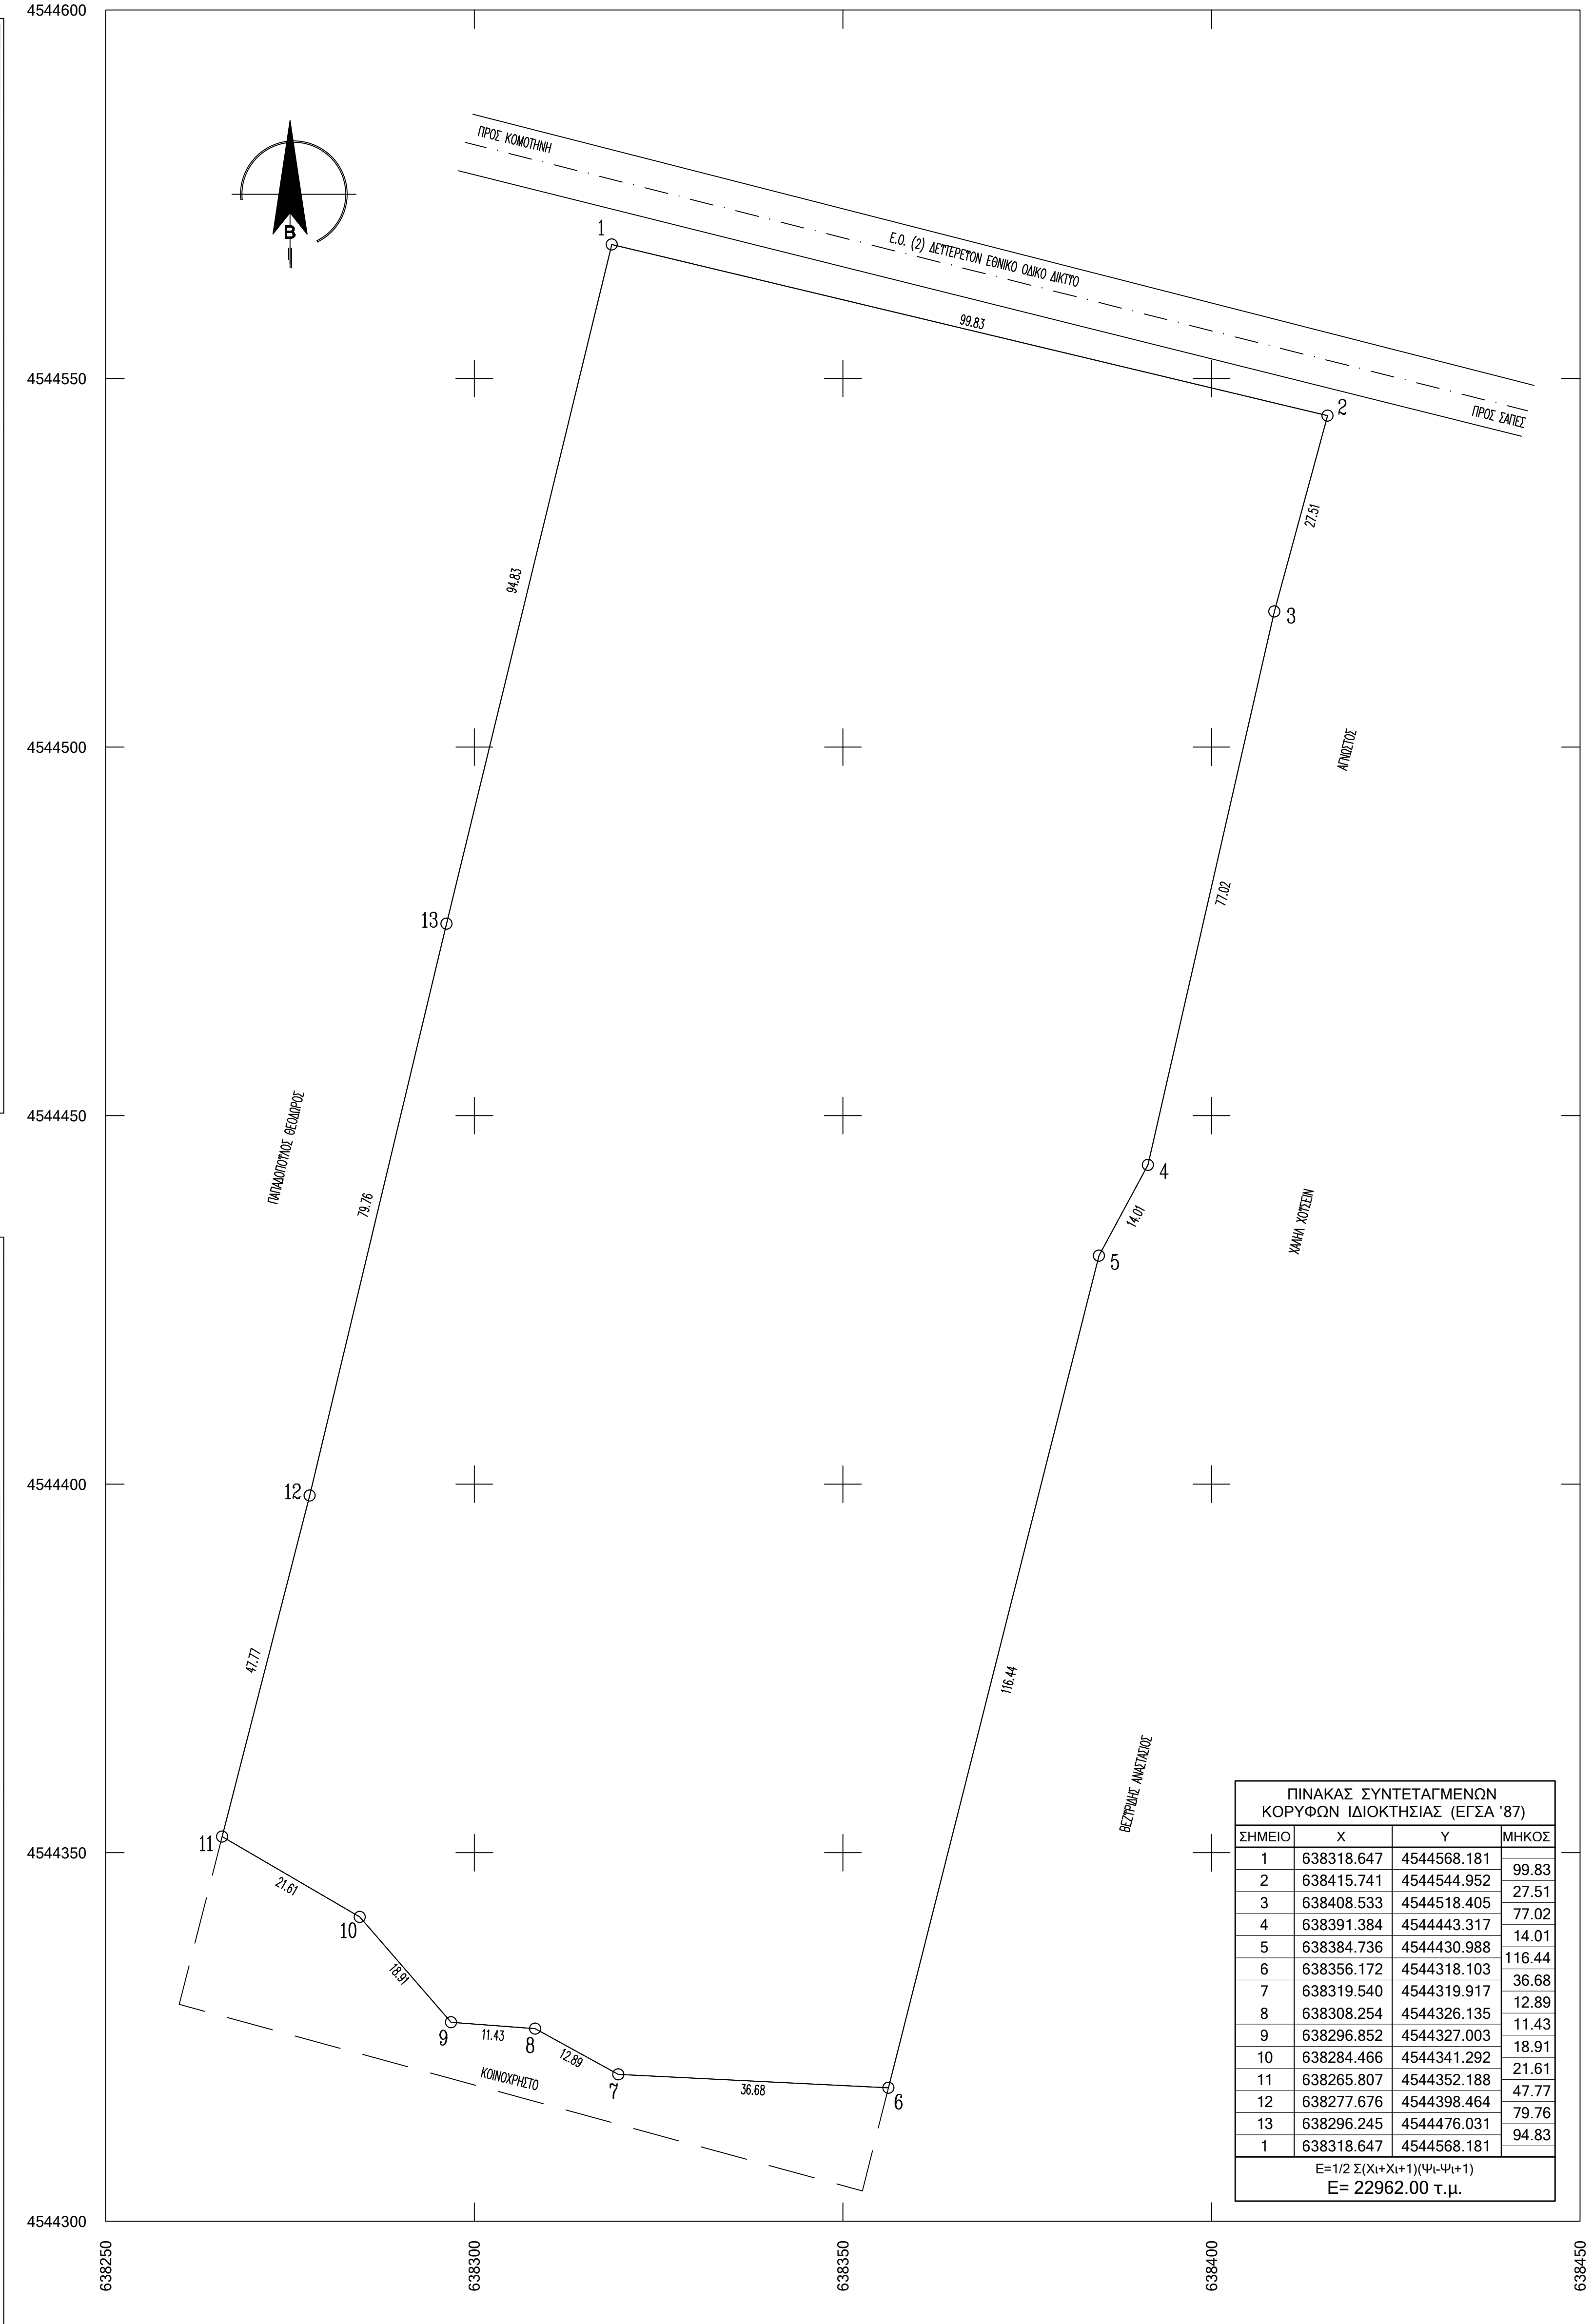 4544600
ΠΡΟΣ ΚΟΜΟΤΗΝΗ
Β
1
Ε.Ο. (2) ΔΕΥΤΕΡΕΥΟΝ ΕΘΝΙΚΟ ΟΔΙΚΟ ΔΙΚΤΥΟ
99.83
4544550
2
ΠΡΟΣ ΣΑΠΕΣ
27.51
94.83
3
4544500
ΑΓΝΩΣΤΟΣ
77.02
13
4544450
ΠΑΠΑΔΟΠΟΥΛΟΣ ΘΕΟΔΩΡΟΣ
4
79.76
14.01
ΧΑΛΗΛ ΧΟΥΣΕΙΝ
5
4544400
12
47.77
116.44
ΒΕΖΥΡΙΔΗΣ ΑΝΑΣΤΑΣΙΟΣ
11
4544350
21.61
10
18.91
9
11.43
8
12.89
ΚΟΙΝΟΧΡΗΣΤΟ
7
36.68
6
ΠΙΝΑΚΑΣ ΣΥΝΤΕΤΑΓΜΕΝΩΝ
ΚΟΡΥΦΩΝ ΙΔΙΟΚΤΗΣΙΑΣ (ΕΓΣΑ '87)
ΣΗΜΕΙΟ X Y ΜΗΚΟΣ
1 638318.647 4544568.181
99.83
2 638415.741 4544544.952
27.51
3 638408.533 4544518.405
77.02
4 638391.384 4544443.317
14.01
5 638384.736 4544430.988
116.44
6 638356.172 4544318.103
36.68
7 638319.540 4544319.917
12.89
8 638308.254 4544326.135
11.43
9 638296.852 4544327.003
18.91
10 638284.466 4544341.292
21.61
11 638265.807 4544352.188
47.77
12 638277.676 4544398.464
79.76
13 638296.245 4544476.031
94.83
1 638318.647 4544568.181
E=1/2 Σ(Χι+Χι+1)(Ψι-Ψι+1)
E= 22962.00 τ.μ.
4544300
638250
638300
638350
638400
638450